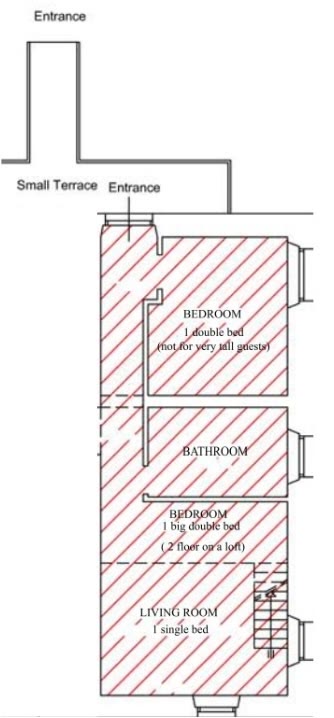 Entrance
Small Terrace
Entrance
BEDROOM
1 double bed
(not for very tall guests)
BATHROOM
BEDROOM
1 big double bed
( 2 floor on a loft)
LIVING ROOM
1 single bed